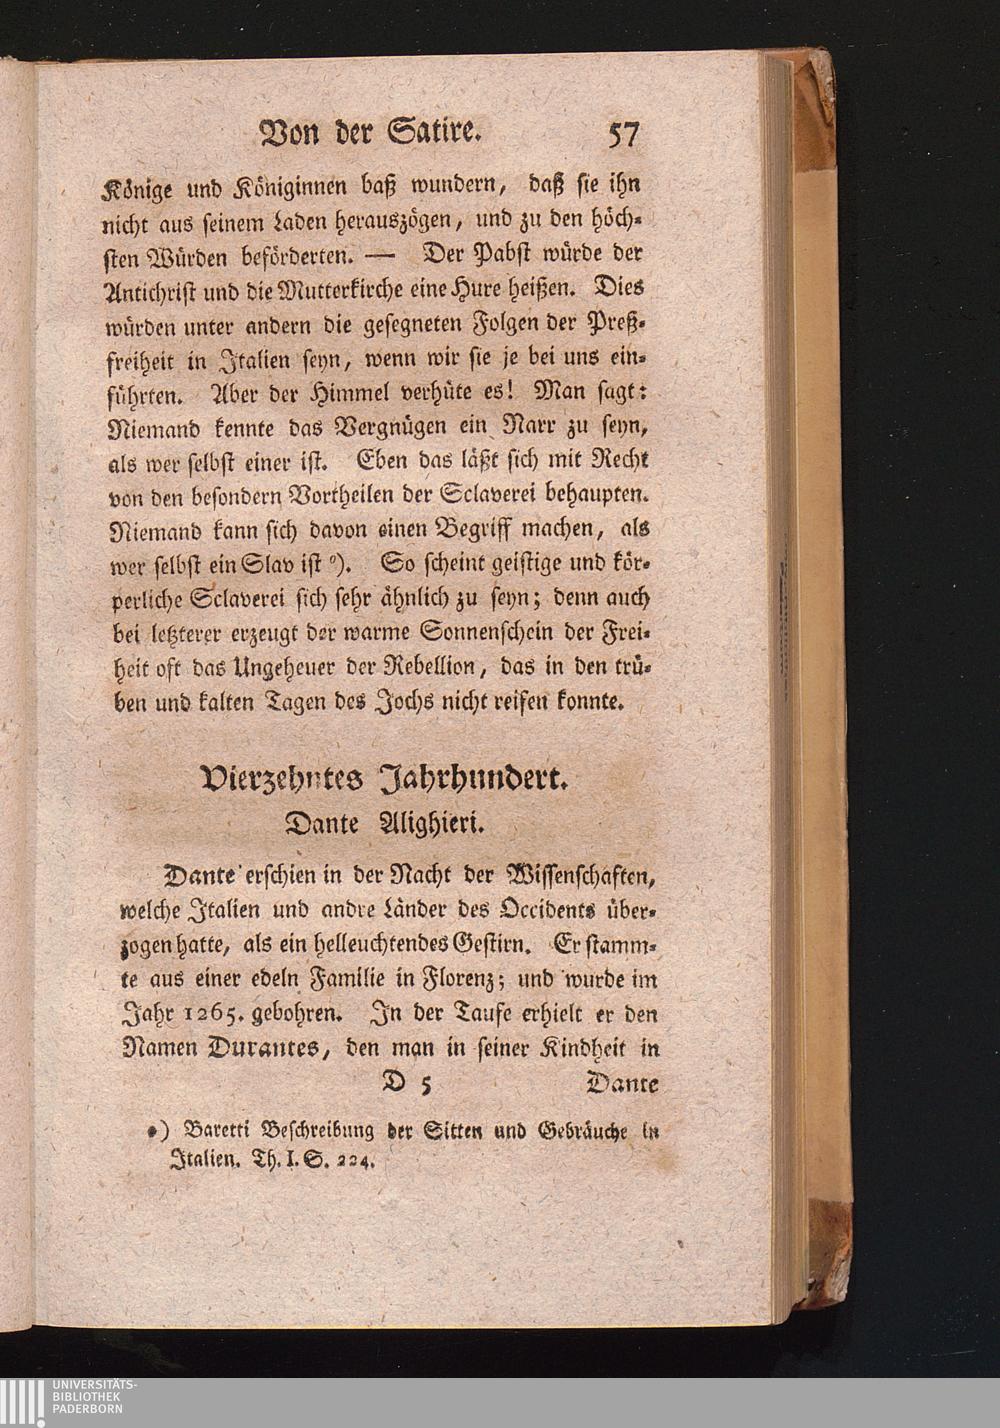 Von der Satire. 57
Könige und Königinnen baß wundern, daß sie ihn
nicht aus seinem Laden herauszögen, und zu den höch-
sten Würden beförderten. — Der Pabst würde der
Antichrist und die Mutterkirche eine Hure heißen. Dies
würden unter andern die gesegneten Folgen der Preß-
freiheit in Italien seyn, wenn wir sie je bei uns ein-
führten. Aber der Himmel verhüte es! Man sagt:
Niemand kennte das Vergnügen ein Narr zu seyn,
als wer selbst einer ist. Eben das läßt sich mit Recht
von den besondern Vortheilen der Sclaverei behaupten.
Niemand kann sich davon einen Begriff machen, als
wer selbst ein Slav ist °). So scheint geistige und kör-
perliche Sclaverei sich sehr ähnlich zu seyn; denn auch
bei letzterer erzeugt der warme Sonnenschein der Frei-
heit oft das Ungeheuer der Rebellion, das in den trü-
ben und kalten Tagen des Jochs nicht reifen konnte.
Vierzehntes Jahrhundert.
Dante Alighieri.
Dante erschien in der Nacht der Wissenschaften,
welche Italien und andre Länder des Occidents über-
zogen hatte, als ein helleuchtendes Gestirn. Er stamm-
te aus einer edeln Familie in Florenz; und wurde im
Jahr 1265. gebohren. In der Taufe erhielt er den
Namen Durantes, den man in seiner Kindheit in
D 5 Dante
*) Baretti Beschreibung der Sitten und Gebräuche in
Italien. Th. I. S. 224.
UNIVERSITÄTS-
BIBLIOTHEK
PADERBORN